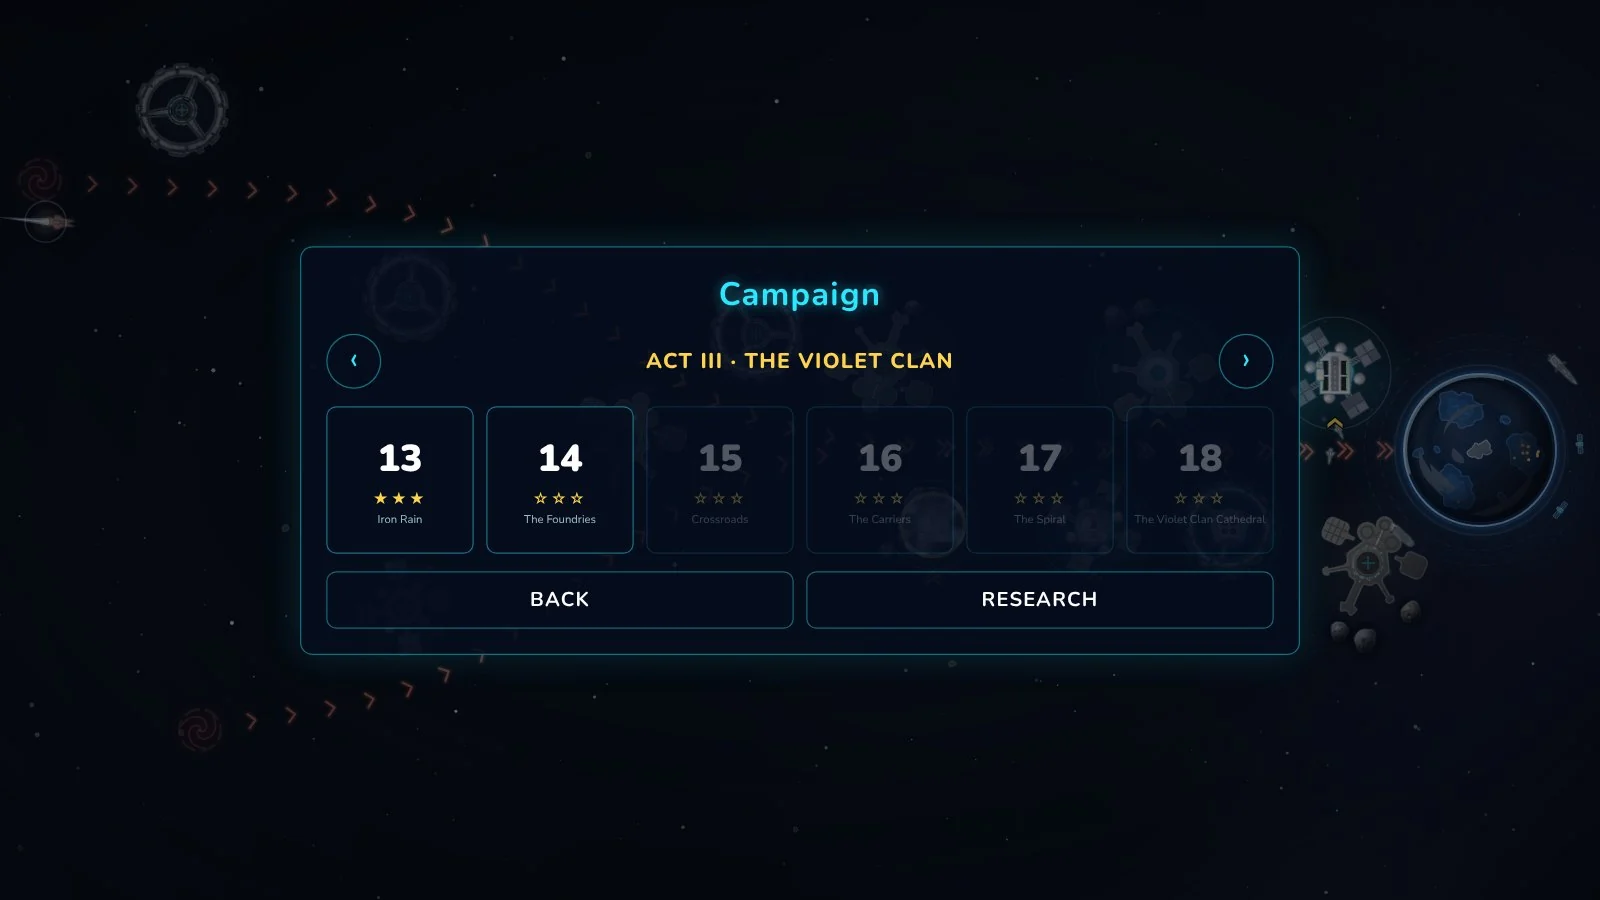 Campaign
‹
ACT III · THE VIOLET CLAN
›
13
★★★
Iron Rain
14
☆☆☆
The Foundries
15
☆☆☆
Crossroads
16
☆☆☆
The Carriers
17
☆☆☆
The Spiral
18
☆☆☆
The Violet Clan Cathedral
BACK
RESEARCH